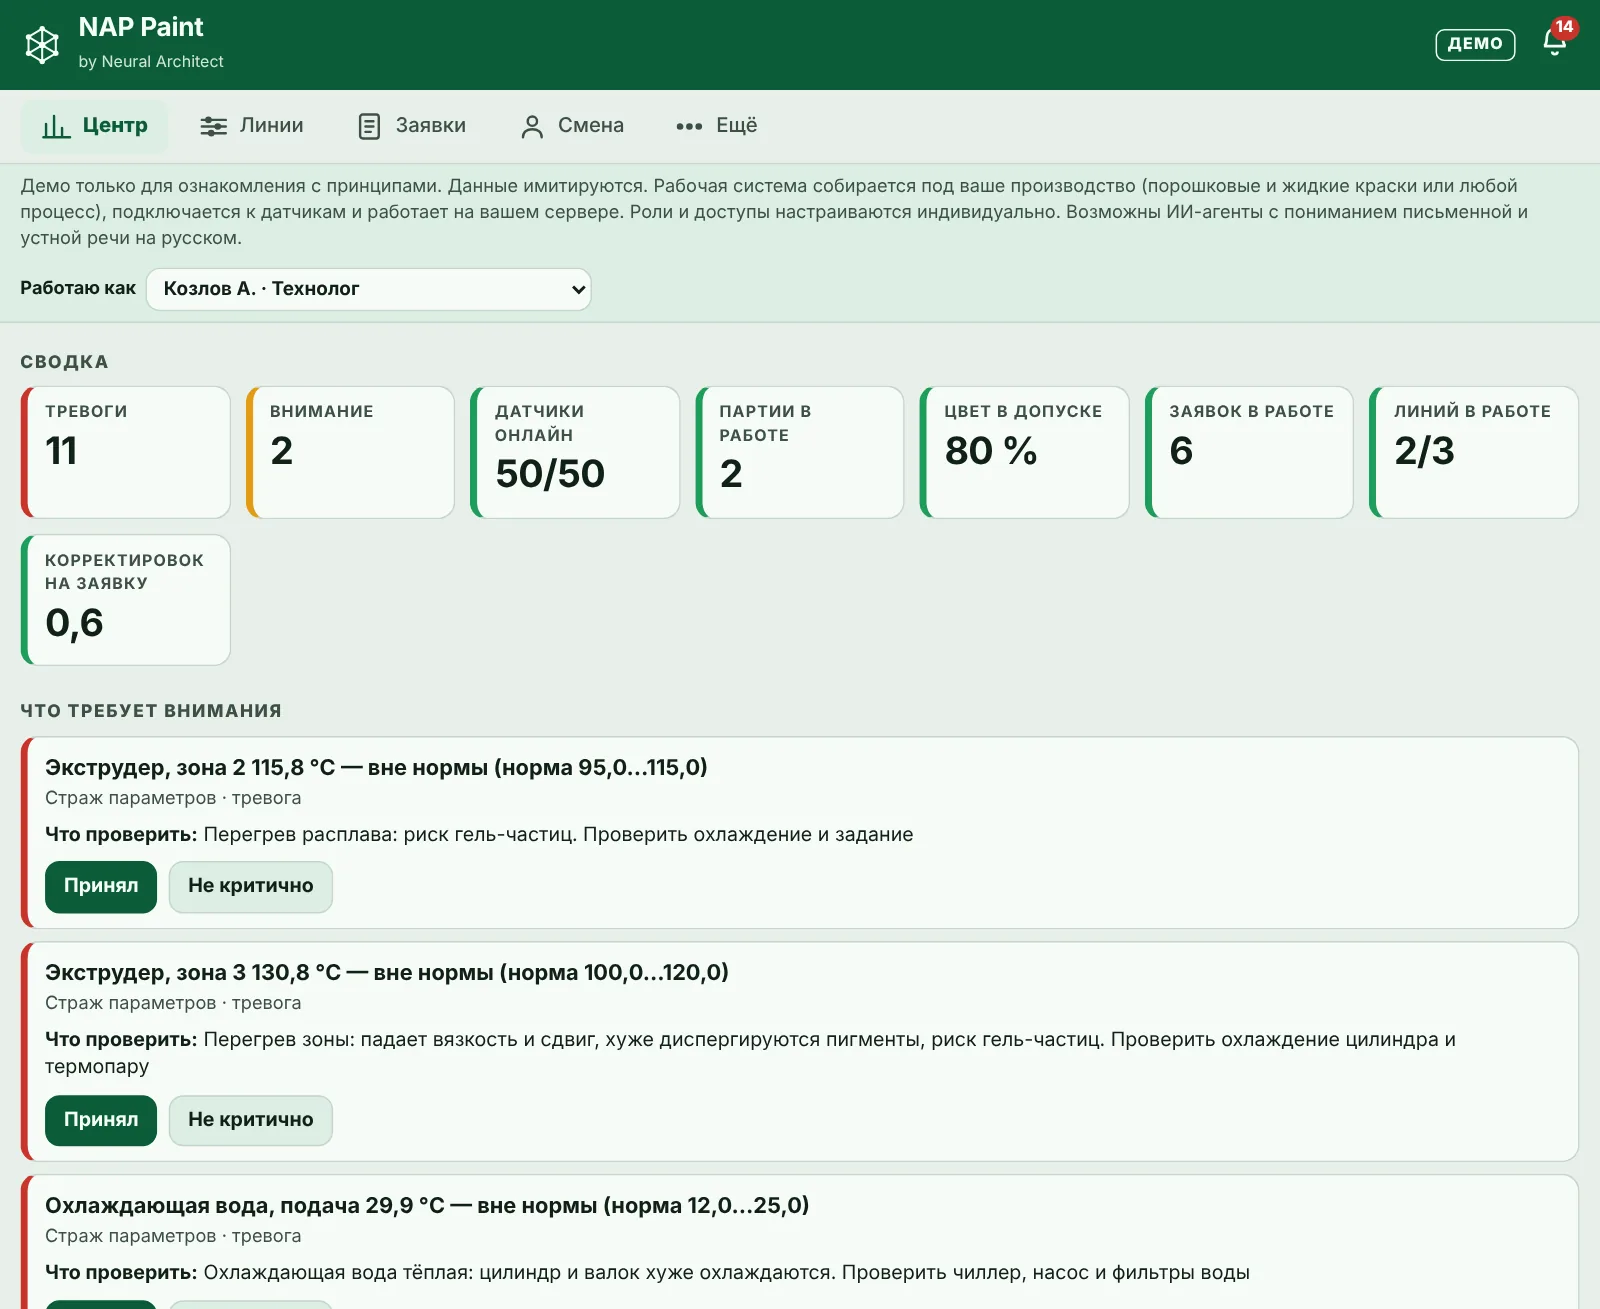 NAP Paint
by Neural Architect
ДЕМО
14
Центр
Линии
Заявки
Смена
Ещё
Демо только для ознакомления с принципами. Данные имитируются. Рабочая система собирается под ваше производство (порошковые и жидкие краски или любой
процесс), подключается к датчикам и работает на вашем сервере. Роли и доступы настраиваются индивидуально. Возможны ИИ-агенты с пониманием письменной и
устной речи на русском.
Работаю как
Козлов А. · Технолог
СВОДКА
ТРЕВОГИ
11
ВНИМАНИЕ
2
ДАТЧИКИ
ОНЛАЙН
50/50
ПАРТИИ В
РАБОТЕ
2
ЦВЕТ В ДОПУСКЕ
80 %
ЗАЯВОК В РАБОТЕ
6
ЛИНИЙ В РАБОТЕ
2/3
КОРРЕКТИРОВОК
НА ЗАЯВКУ
0,6
ЧТО ТРЕБУЕТ ВНИМАНИЯ
Экструдер, зона 2 115,8 °C — вне нормы (норма 95,0…115,0)
Страж параметров · тревога
Что проверить: Перегрев расплава: риск гель-частиц. Проверить охлаждение и задание
Принял
Не критично
Экструдер, зона 3 130,8 °C — вне нормы (норма 100,0…120,0)
Страж параметров · тревога
Что проверить: Перегрев зоны: падает вязкость и сдвиг, хуже диспергируются пигменты, риск гель-частиц. Проверить охлаждение цилиндра и
термопару
Принял
Не критично
Охлаждающая вода, подача 29,9 °C — вне нормы (норма 12,0…25,0)
Страж параметров · тревога
Что проверить: Охлаждающая вода тёплая: цилиндр и валок хуже охлаждаются. Проверить чиллер, насос и фильтры воды